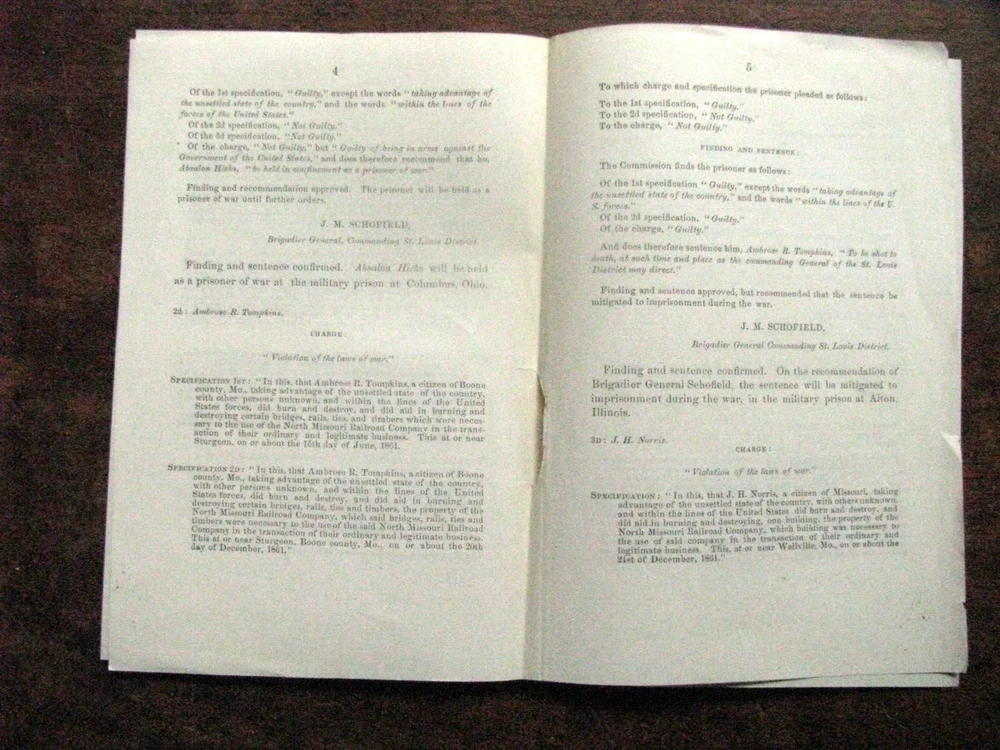 4
Of the 1st specification, "Guilty," except the words "taking advantage of
the unsettled state of the country," and the words "within the lines of the
forces of the United States."
Of the 2d specification, "Not Guilty."
Of the 3d specification, "Not Guilty."
Of the charge, "Not Guilty," but "Guilty of being in arms against the
Government of the United States," and does therefore recommend that he,
Absalom Hicks, "be held in confinement as a prisoner of war."
Finding and recommendation approved. The prisoner will be held as a
prisoner of war until further orders.
J. M. SCHOFIELD,
Brigadier General, Commanding St. Louis District.
Finding and sentence confirmed. Absalom Hicks will be held
as a prisoner of war at the military prison at Columbus, Ohio.
2d: Ambrose R. Tompkins.
CHARGE:
"Violation of the laws of war."
SPECIFICATION 1ST: "In this, that Ambrose R. Tompkins, a citizen of Boone
county, Mo., taking advantage of the unsettled state of the country,
with other persons unknown, and within the lines of the United
States forces, did burn and destroy, and did aid in burning and
destroying certain bridges, rails, ties, and timbers which were neces-
sary to the use of the North Missouri Railroad Company in the trans-
action of their ordinary and legitimate business. This at or near
Sturgeon, on or about the 15th day of June, 1861.
SPECIFICATION 2D: "In this, that Ambrose R. Tompkins, a citizen of Boone
county, Mo., taking advantage of the unsettled state of the country,
with other persons unknown, and within the lines of the United
States forces, did burn and destroy, and did aid in burning and
destroying certain bridges, rails, ties and timbers, the property of the
North Missouri Railroad Company, which said bridges, rails, ties and
timbers were necessary to the use of the said North Missouri Railroad
Company in the transaction of their ordinary and legitimate business.
This at or near Sturgeon, Boone county, Mo., on or about the 20th
day of December, 1861."
5
To which charge and specification the prisoner pleaded as follows:
To the 1st specification, "Guilty."
To the 2d specification, "Not Guilty."
To the charge, "Not Guilty."
FINDING AND SENTENCE:
The Commission finds the prisoner as follows:
Of the 1st specification "Guilty," except the words "taking advantage of
the unsettled state of the country," and the words "within the lines of the U.
S. forces."
Of the 2d specification, "Guilty."
Of the charge, "Guilty."
And does therefore sentence him, Ambrose R. Tompkins, "To be shot to
death, at such time and place as the commanding General of the St. Louis
District may direct."
Finding and sentence approved, but recommended that the sentence be
mitigated to imprisonment during the war.
J. M. SCHOFIELD,
Brigadier General Commanding St. Louis District.
Finding and sentence confirmed. On the recommendation of
Brigadier General Schofield, the sentence will be mitigated to
imprisonment during the war, in the military prison at Alton,
Illinois.
3D: J. H. Norris.
CHARGE:
"Violation of the laws of war."
SPECIFICATION: "In this, that J. H. Norris, a citizen of Missouri, taking
advantage of the unsettled state of the country, with others unknown,
and within the lines of the United States did burn and destroy, and
did aid in burning and destroying, one building, the property of the
North Missouri Railroad Company, which building was necessary to
the use of said company in the transaction of their ordinary and
legitimate business. This, at or near Wellville, Mo., on or about the
21st of December, 1861."